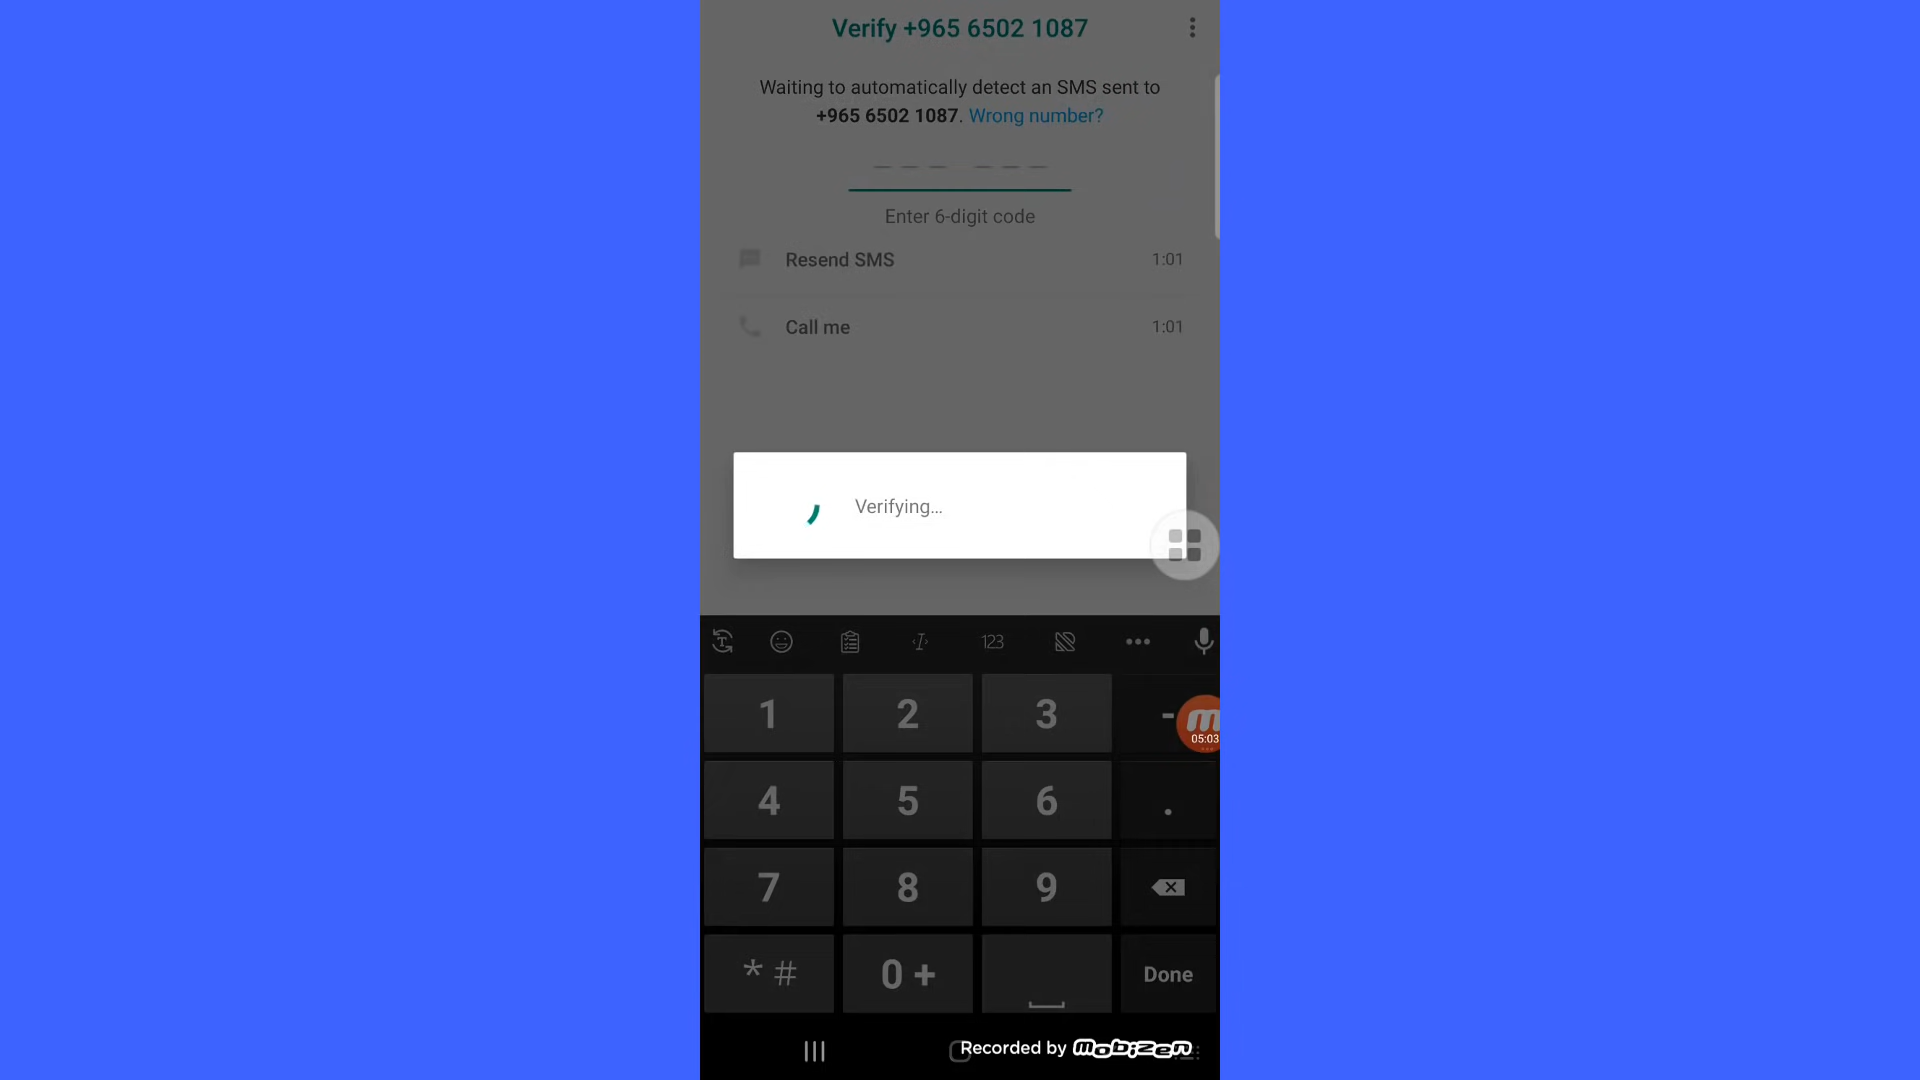 Verify +965 6502 1087
Waiting to automatically detect an SMS sent to
+965 6502 1087. Wrong number?
Enter 6-digit code
Resend SMS 1:01
Call me 1:01
Verifying...
123
1 2 3 -
05:03
4 5 6 .
7 8 9
* # 0 + Done
Recorded by mobizen